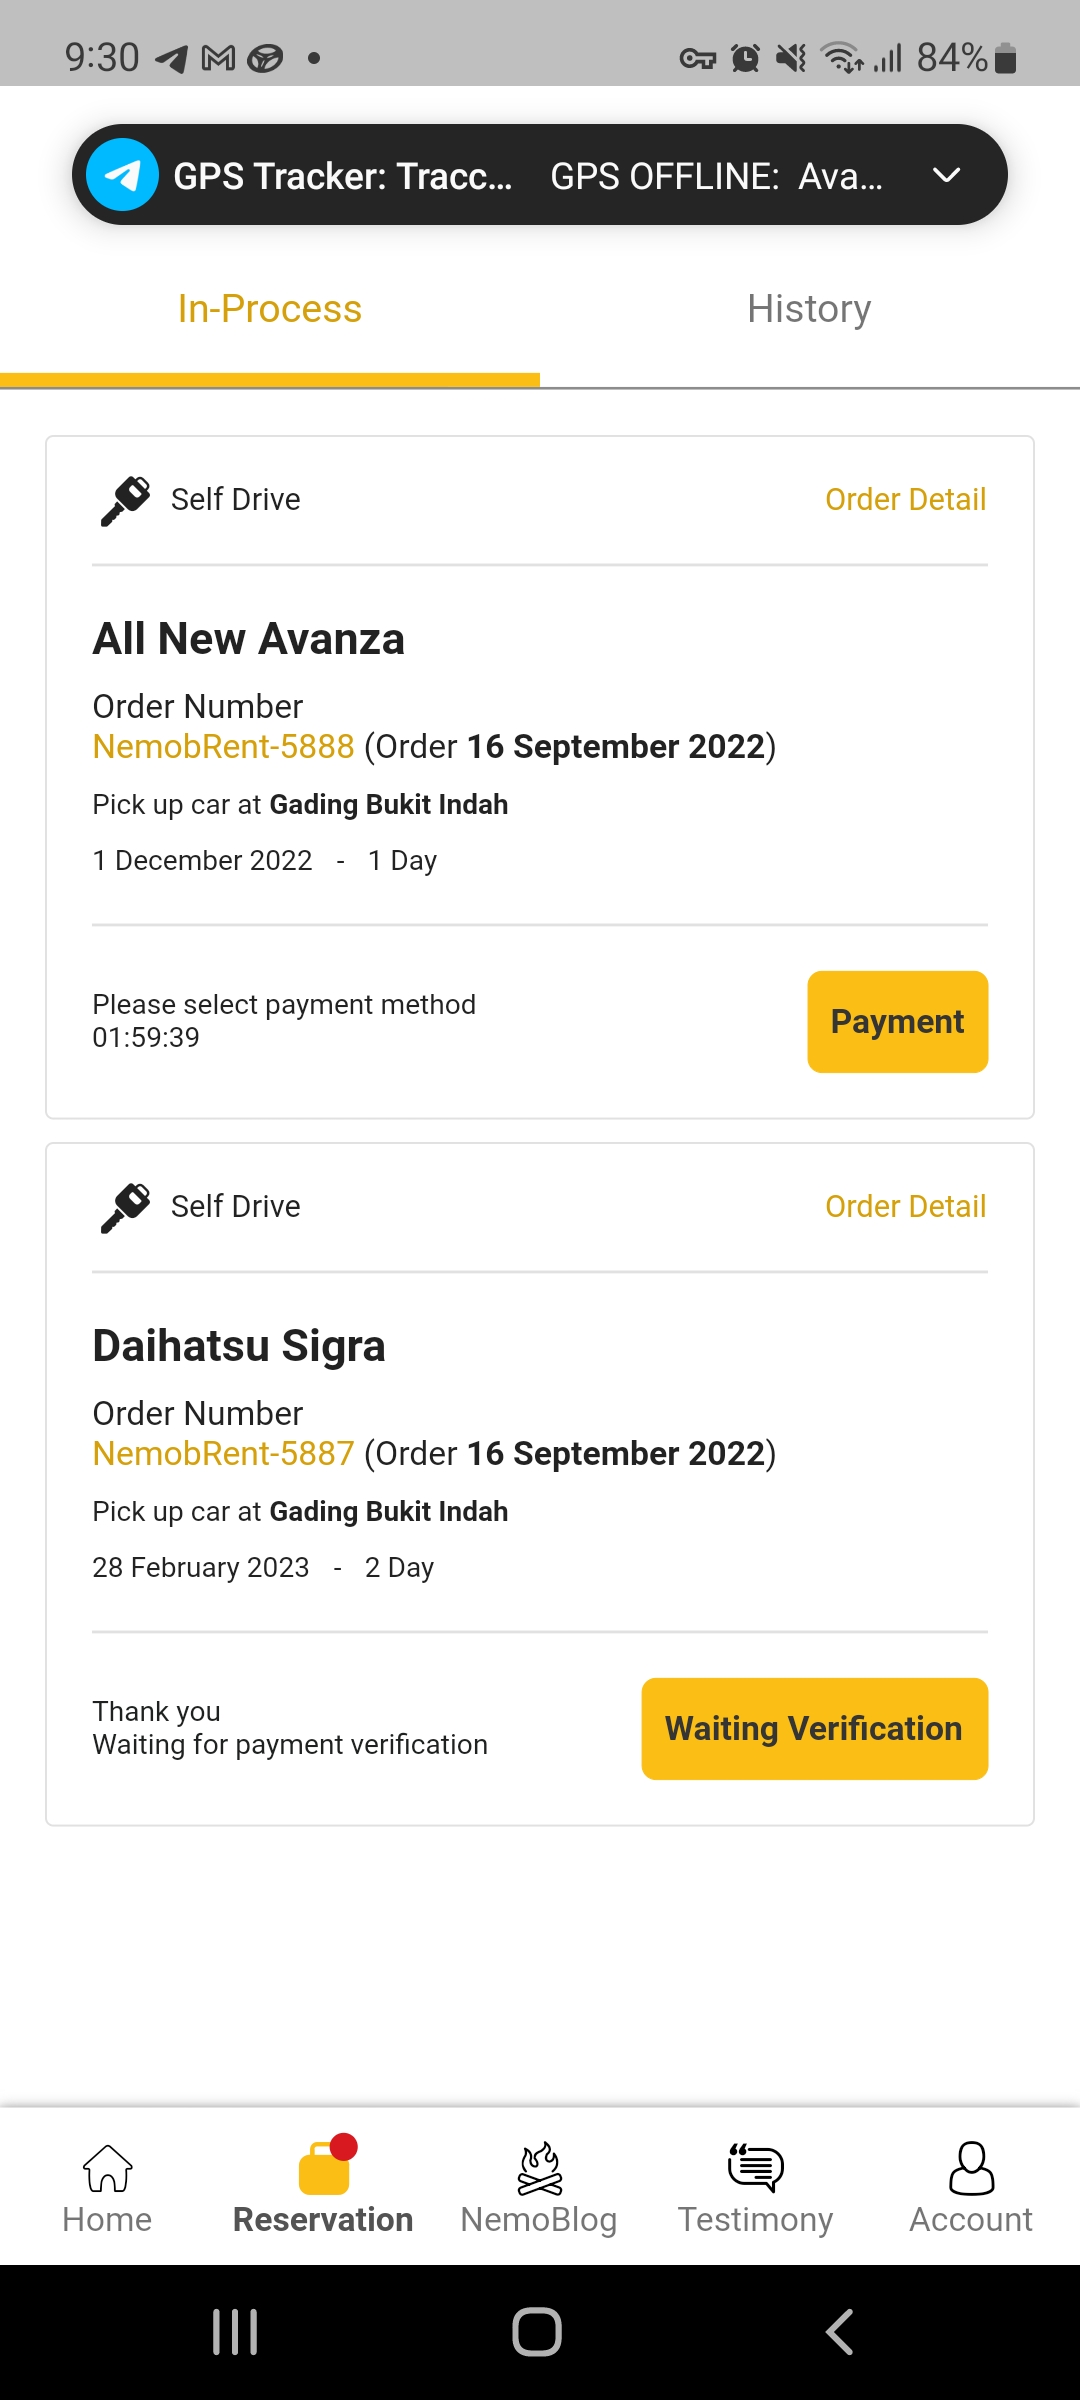 9:30
84%
GPS Tracker: Tracc... GPS OFFLINE: Ava...
In-Process History
Self Drive Order Detail
All New Avanza
Order Number
NemobRent-5888 (Order 16 September 2022)
Pick up car at Gading Bukit Indah
1 December 2022 - 1 Day
Please select payment method
01:59:39
Payment
Self Drive Order Detail
Daihatsu Sigra
Order Number
NemobRent-5887 (Order 16 September 2022)
Pick up car at Gading Bukit Indah
28 February 2023 - 2 Day
Thank you
Waiting for payment verification
Waiting Verification
Home Reservation NemoBlog Testimony Account